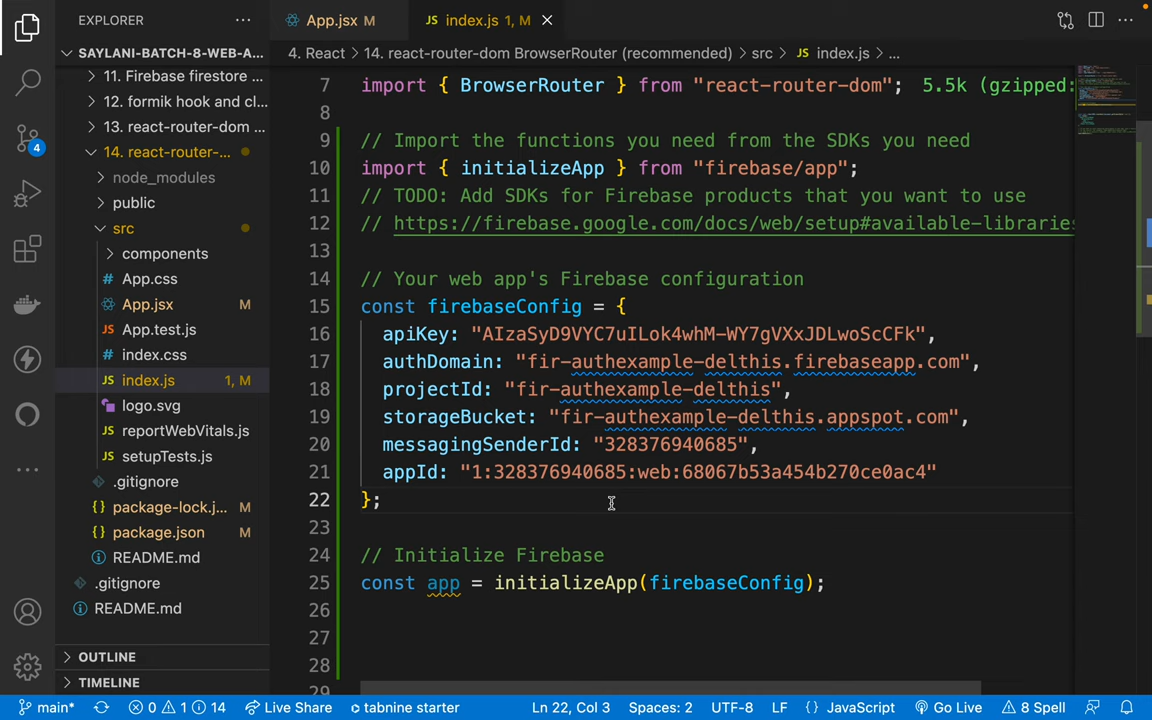 EXPLORER
···
App.jsx M
JS index.js 1, M
···
SAYLANI-BATCH-8-WEB-A...
11. Firebase firestore ...
12. formik hook and cl...
13. react-router-dom ...
14. react-router-...
node_modules
public
src
components
# App.css
App.jsx M
JS App.test.js
# index.css
JS index.js 1, M
logo.svg
JS reportWebVitals.js
JS setupTests.js
.gitignore
{} package-lock.j... M
{} package.json M
README.md
.gitignore
README.md
OUTLINE
TIMELINE
4
4. React > 14. react-router-dom BrowserRouter (recommended) > src > JS index.js > ...
7 import { BrowserRouter } from "react-router-dom"; 5.5k (gzipped:
8
9 // Import the functions you need from the SDKs you need
10 import { initializeApp } from "firebase/app";
11 // TODO: Add SDKs for Firebase products that you want to use
12 // https://firebase.google.com/docs/web/setup#available-libraries
13
14 // Your web app's Firebase configuration
15 const firebaseConfig = {
16 apiKey: "AIzaSyD9VYC7uILok4whM-WY7gVXxJDLwoScCFk",
17 authDomain: "fir-authexample-delthis.firebaseapp.com",
18 projectId: "fir-authexample-delthis",
19 storageBucket: "fir-authexample-delthis.appspot.com",
20 messagingSenderId: "328376940685",
21 appId: "1:328376940685:web:68067b53a454b270ce0ac4"
22 };
23
24 // Initialize Firebase
25 const app = initializeApp(firebaseConfig);
26
27
28
29
main* 0 1 14 Live Share tabnine starter Ln 22, Col 3 Spaces: 2 UTF-8 LF {} JavaScript Go Live 8 Spell